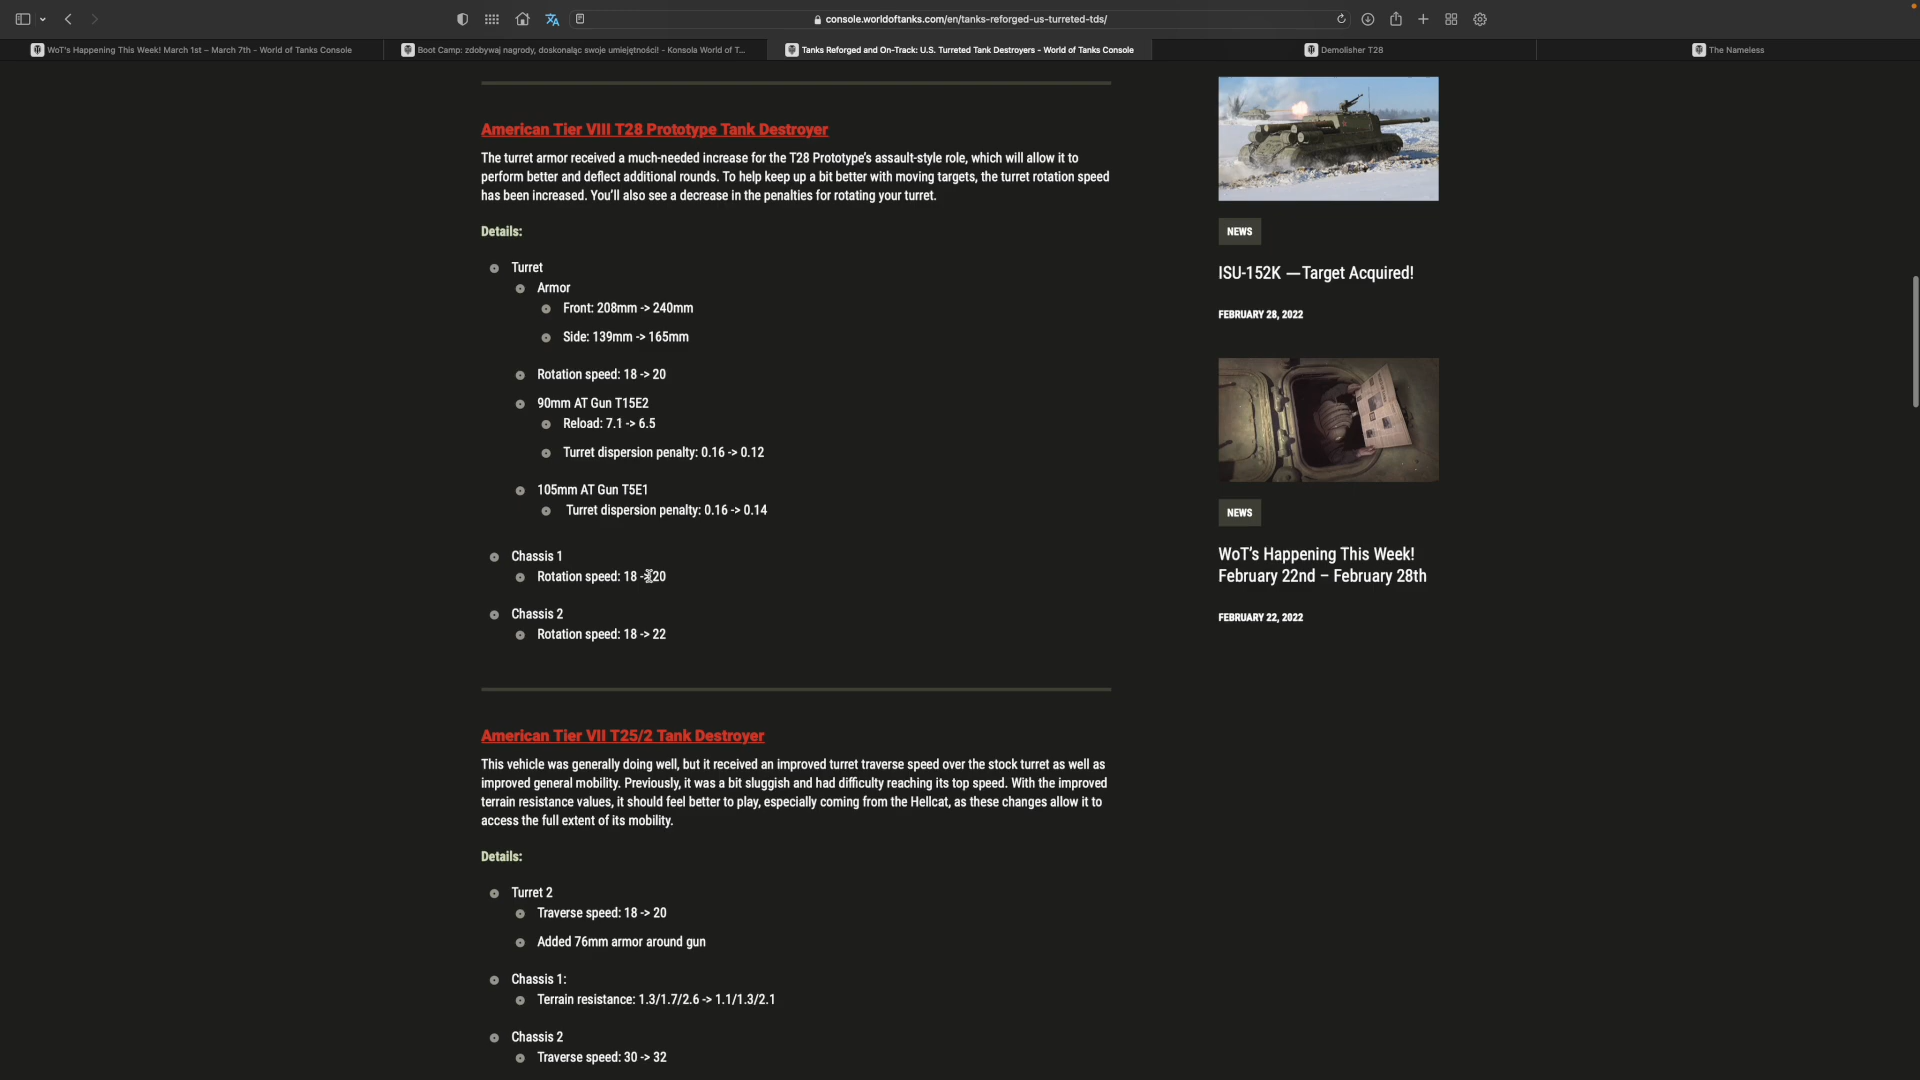 console.worldoftanks.com/en/tanks-reforged-us-turreted-tds/
WoT's Happening This Week! March 1st – March 7th - World of Tanks Console
Boot Camp: zdobywaj nagrody, doskonaląc swoje umiejętności! - Konsola World of T...
Tanks Reforged and On-Track: U.S. Turreted Tank Destroyers - World of Tanks Console
Demolisher T28
The Nameless
American Tier VIII T28 Prototype Tank Destroyer
The turret armor received a much-needed increase for the T28 Prototype's assault-style role, which will allow it to
perform better and deflect additional rounds. To help keep up a bit better with moving targets, the turret rotation speed
has been increased. You'll also see a decrease in the penalties for rotating your turret.
Details:
Turret
Armor
Front: 208mm -> 240mm
Side: 139mm -> 165mm
Rotation speed: 18 -> 20
90mm AT Gun T15E2
Reload: 7.1 -> 6.5
Turret dispersion penalty: 0.16 -> 0.12
105mm AT Gun T5E1
Turret dispersion penalty: 0.16 -> 0.14
Chassis 1
Rotation speed: 18 -> 20
Chassis 2
Rotation speed: 18 -> 22
American Tier VII T25/2 Tank Destroyer
This vehicle was generally doing well, but it received an improved turret traverse speed over the stock turret as well as
improved general mobility. Previously, it was a bit sluggish and had difficulty reaching its top speed. With the improved
terrain resistance values, it should feel better to play, especially coming from the Hellcat, as these changes allow it to
access the full extent of its mobility.
Details:
Turret 2
Traverse speed: 18 -> 20
Added 76mm armor around gun
Chassis 1:
Terrain resistance: 1.3/1.7/2.6 -> 1.1/1.3/2.1
Chassis 2
Traverse speed: 30 -> 32
NEWS
ISU-152K — Target Acquired!
FEBRUARY 28, 2022
NEWS
WoT's Happening This Week!
February 22nd – February 28th
FEBRUARY 22, 2022